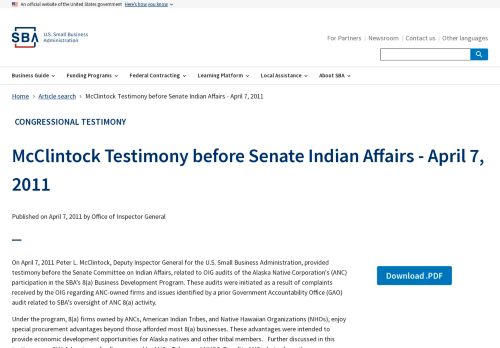 An official website of the United States government Here's how you know
SBA U.S. Small Business
Administration
For Partners | Newsroom | Contact us | Other languages
Business Guide Funding Programs Federal Contracting Learning Platform Local Assistance About SBA
Home › Article search › McClintock Testimony before Senate Indian Affairs - April 7, 2011
CONGRESSIONAL TESTIMONY
McClintock Testimony before Senate Indian Affairs - April 7,
2011
Published on April 7, 2011 by Office of Inspector General
On April 7, 2011 Peter L. McClintock, Deputy Inspector General for the U.S. Small Business Administration, provided
testimony before the Senate Committee on Indian Affairs, related to OIG audits of the Alaska Native Corporation's (ANC)
participation in the SBA's 8(a) Business Development Program. These audits were initiated as a result of complaints
received by the OIG regarding ANC-owned firms and issues identified by a prior Government Accountability Office (GAO)
audit related to SBA's oversight of ANC 8(a) activity.
Download .PDF
Under the program, 8(a) firms owned by ANCs, American Indian Tribes, and Native Hawaiian Organizations (NHOs), enjoy
special procurement advantages beyond those afforded most 8(a) businesses. These advantages were intended to
provide economic development opportunities for Alaska natives and other tribal members. Further discussed in this